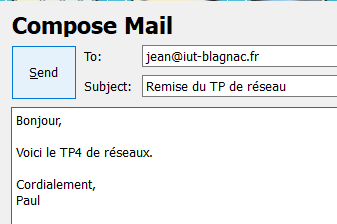 Compose Mail
Send
To:
jean@iut-blagnac.fr
Subject:
Remise du TP de réseau
Bonjour,
Voici le TP4 de réseaux.
Cordialement,
Paul